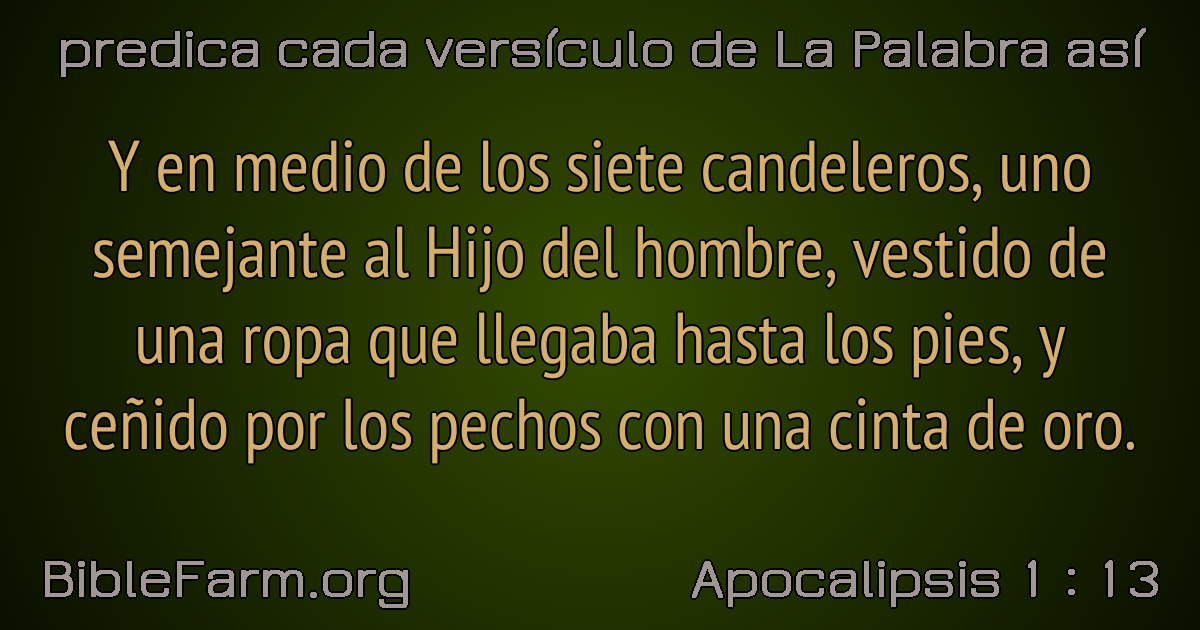 predica cada versículo de La Palabra así
Y en medio de los siete candeleros, uno
semejante al Hijo del hombre, vestido de
una ropa que llegaba hasta los pies, y
ceñido por los pechos con una cinta de oro.
BibleFarm.org
Apocalipsis 1 : 13